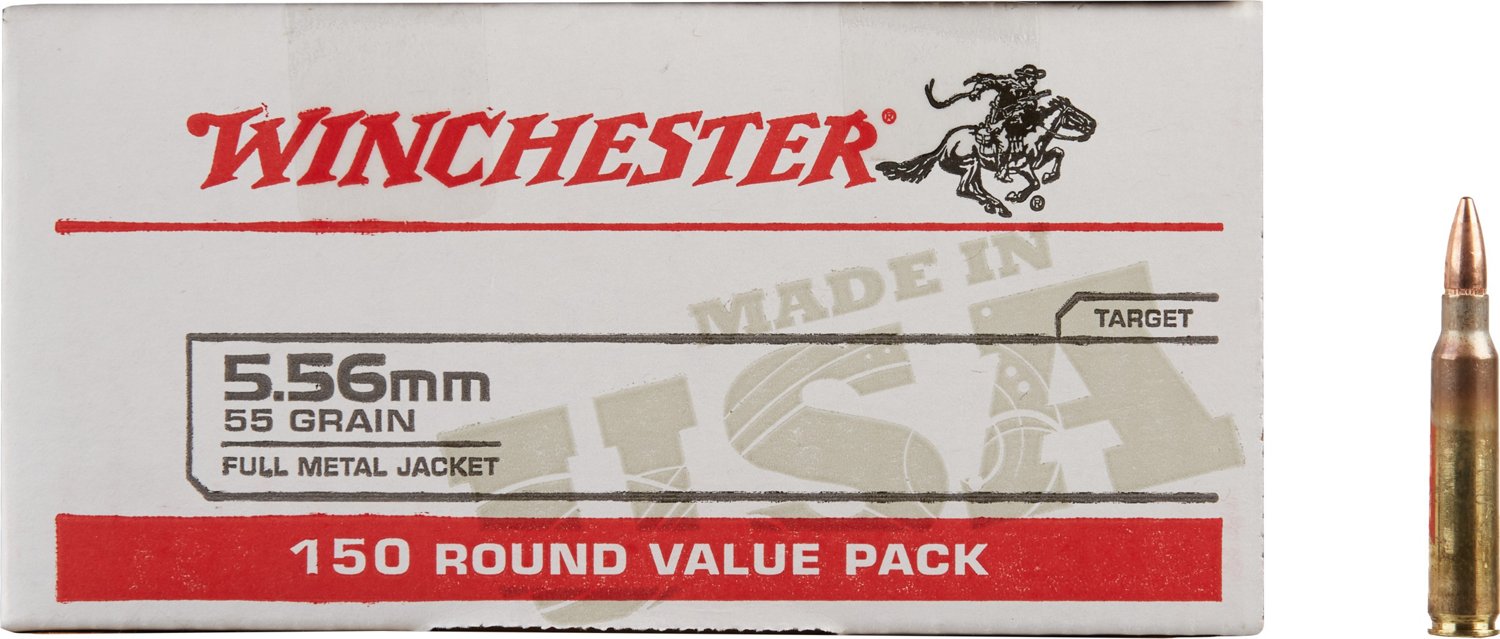 WINCHESTER®
®
MADE IN
USA
TARGET
5.56mm
55 GRAIN
FULL METAL JACKET
150 ROUND VALUE PACK